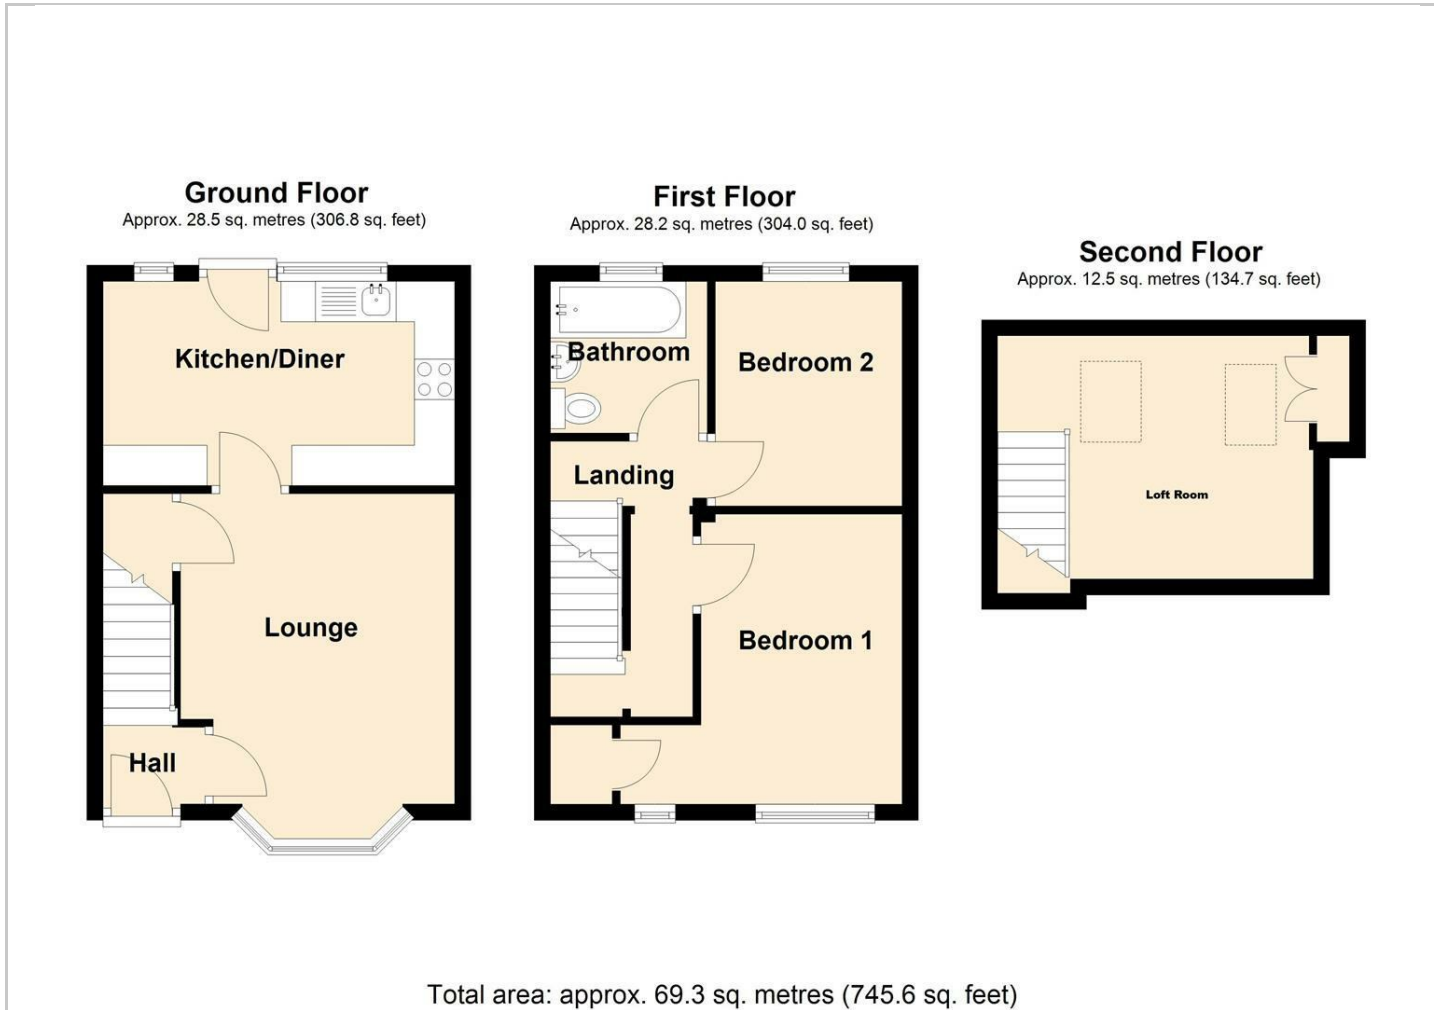 Ground Floor
Approx. 28.5 sq. metres (306.8 sq. feet)
Kitchen/Diner
Lounge
Hall
First Floor
Approx. 28.2 sq. metres (304.0 sq. feet)
Bathroom
Bedroom 2
Landing
Bedroom 1
Second Floor
Approx. 12.5 sq. metres (134.7 sq. feet)
Loft Room
Total area: approx. 69.3 sq. metres (745.6 sq. feet)